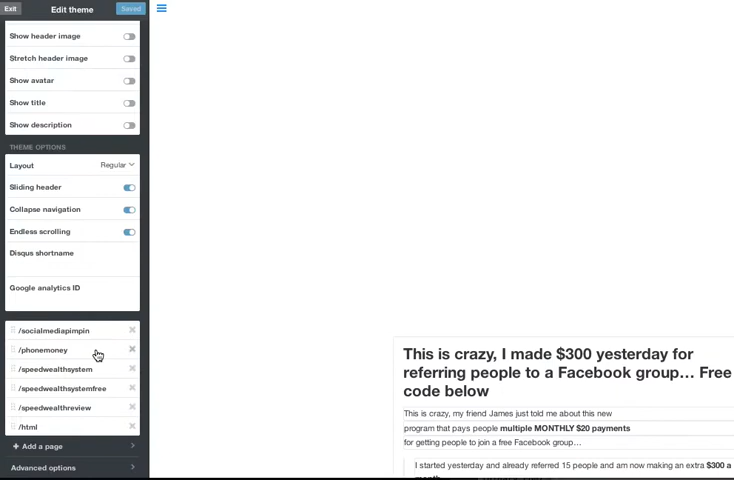 Exit
Edit theme
Saved
Show header image
Stretch header image
Show avatar
Show title
Show description
THEME OPTIONS
Layout Regular
Sliding header
Collapse navigation
Endless scrolling
Disqus shortname
Google analytics ID
/socialmediapimpin
/phonemoney
/speedwealthsystem
/speedwealthsystemfree
/speedwealthreview
/html
+ Add a page
Advanced options
This is crazy, I made $300 yesterday for
referring people to a Facebook group... Free
code below
This is crazy, my friend James just told me about this new
program that pays people multiple MONTHLY $20 payments
for getting people to join a free Facebook group...
I started yesterday and already referred 15 people and am now making an extra $300 a
month